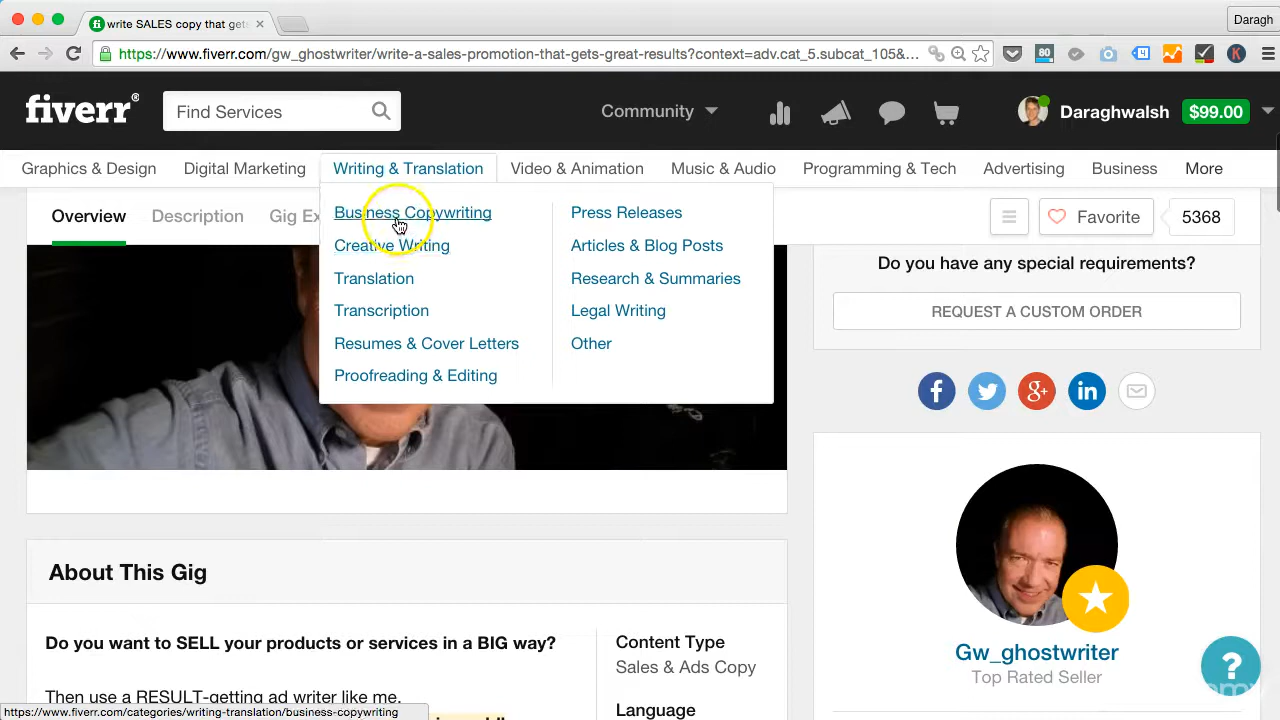 write SALES copy that get
Daragh
https://www.fiverr.com/gw_ghostwriter/write-a-sales-promotion-that-gets-great-results?context=adv.cat_5.subcat_105&...
80
4
K
fiverr®
Find Services
Community
Daraghwalsh
$99.00
Graphics & Design
Digital Marketing
Writing & Translation
Video & Animation
Music & Audio
Programming & Tech
Advertising
Business
More
Overview
Description
Gig Ex
Favorite
5368
Business Copywriting
Creative Writing
Translation
Transcription
Resumes & Cover Letters
Proofreading & Editing
Press Releases
Articles & Blog Posts
Research & Summaries
Legal Writing
Other
Do you have any special requirements?
REQUEST A CUSTOM ORDER
About This Gig
Do you want to SELL your products or services in a BIG way?
Then use a RESULT-getting ad writer like me.
Content Type
Sales & Ads Copy
Language
Gw_ghostwriter
Top Rated Seller
?
https://www.fiverr.com/categories/writing-translation/business-copywriting